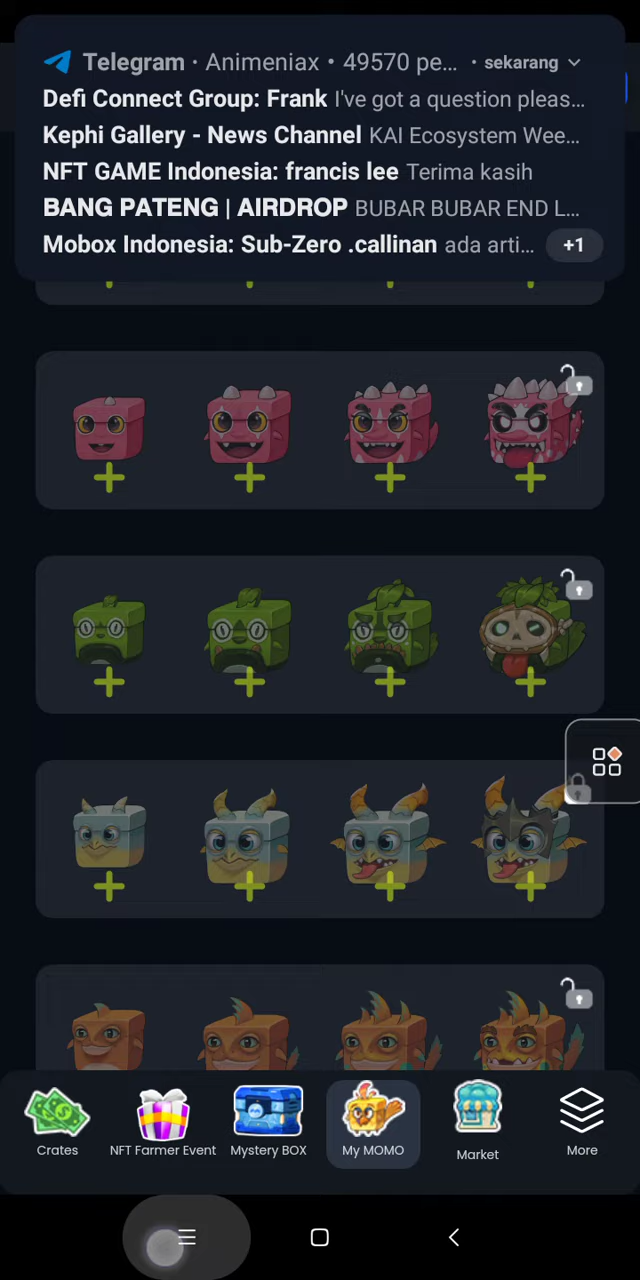 Telegram · Animeniax • 49570 pe... · sekarang
Defi Connect Group: Frank I've got a question pleas...
Kephi Gallery - News Channel KAI Ecosystem Wee...
NFT GAME Indonesia: francis lee Terima kasih
BANG PATENG | AIRDROP BUBAR BUBAR END L...
Mobox Indonesia: Sub-Zero .callinan ada arti... +1
Crates NFT Farmer Event Mystery BOX My MOMO Market More